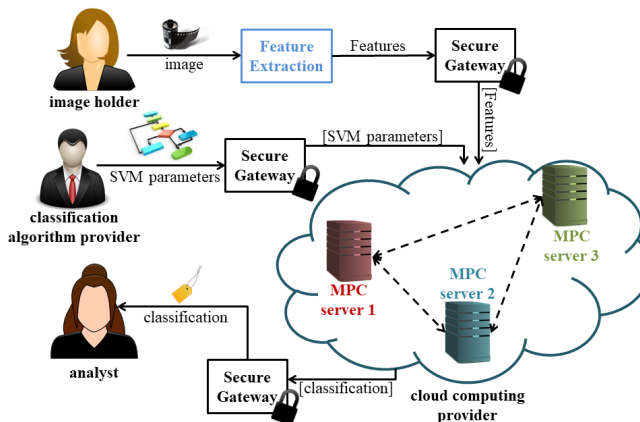 image
Feature
Extraction
Features
Secure
Gateway
image holder
[Features]
SVM parameters
Secure
Gateway
[SVM parameters]
classification
algorithm provider
MPC
server 1
MPC
server 2
MPC
server 3
classification
analyst
Secure
Gateway
[classification]
cloud computing
provider